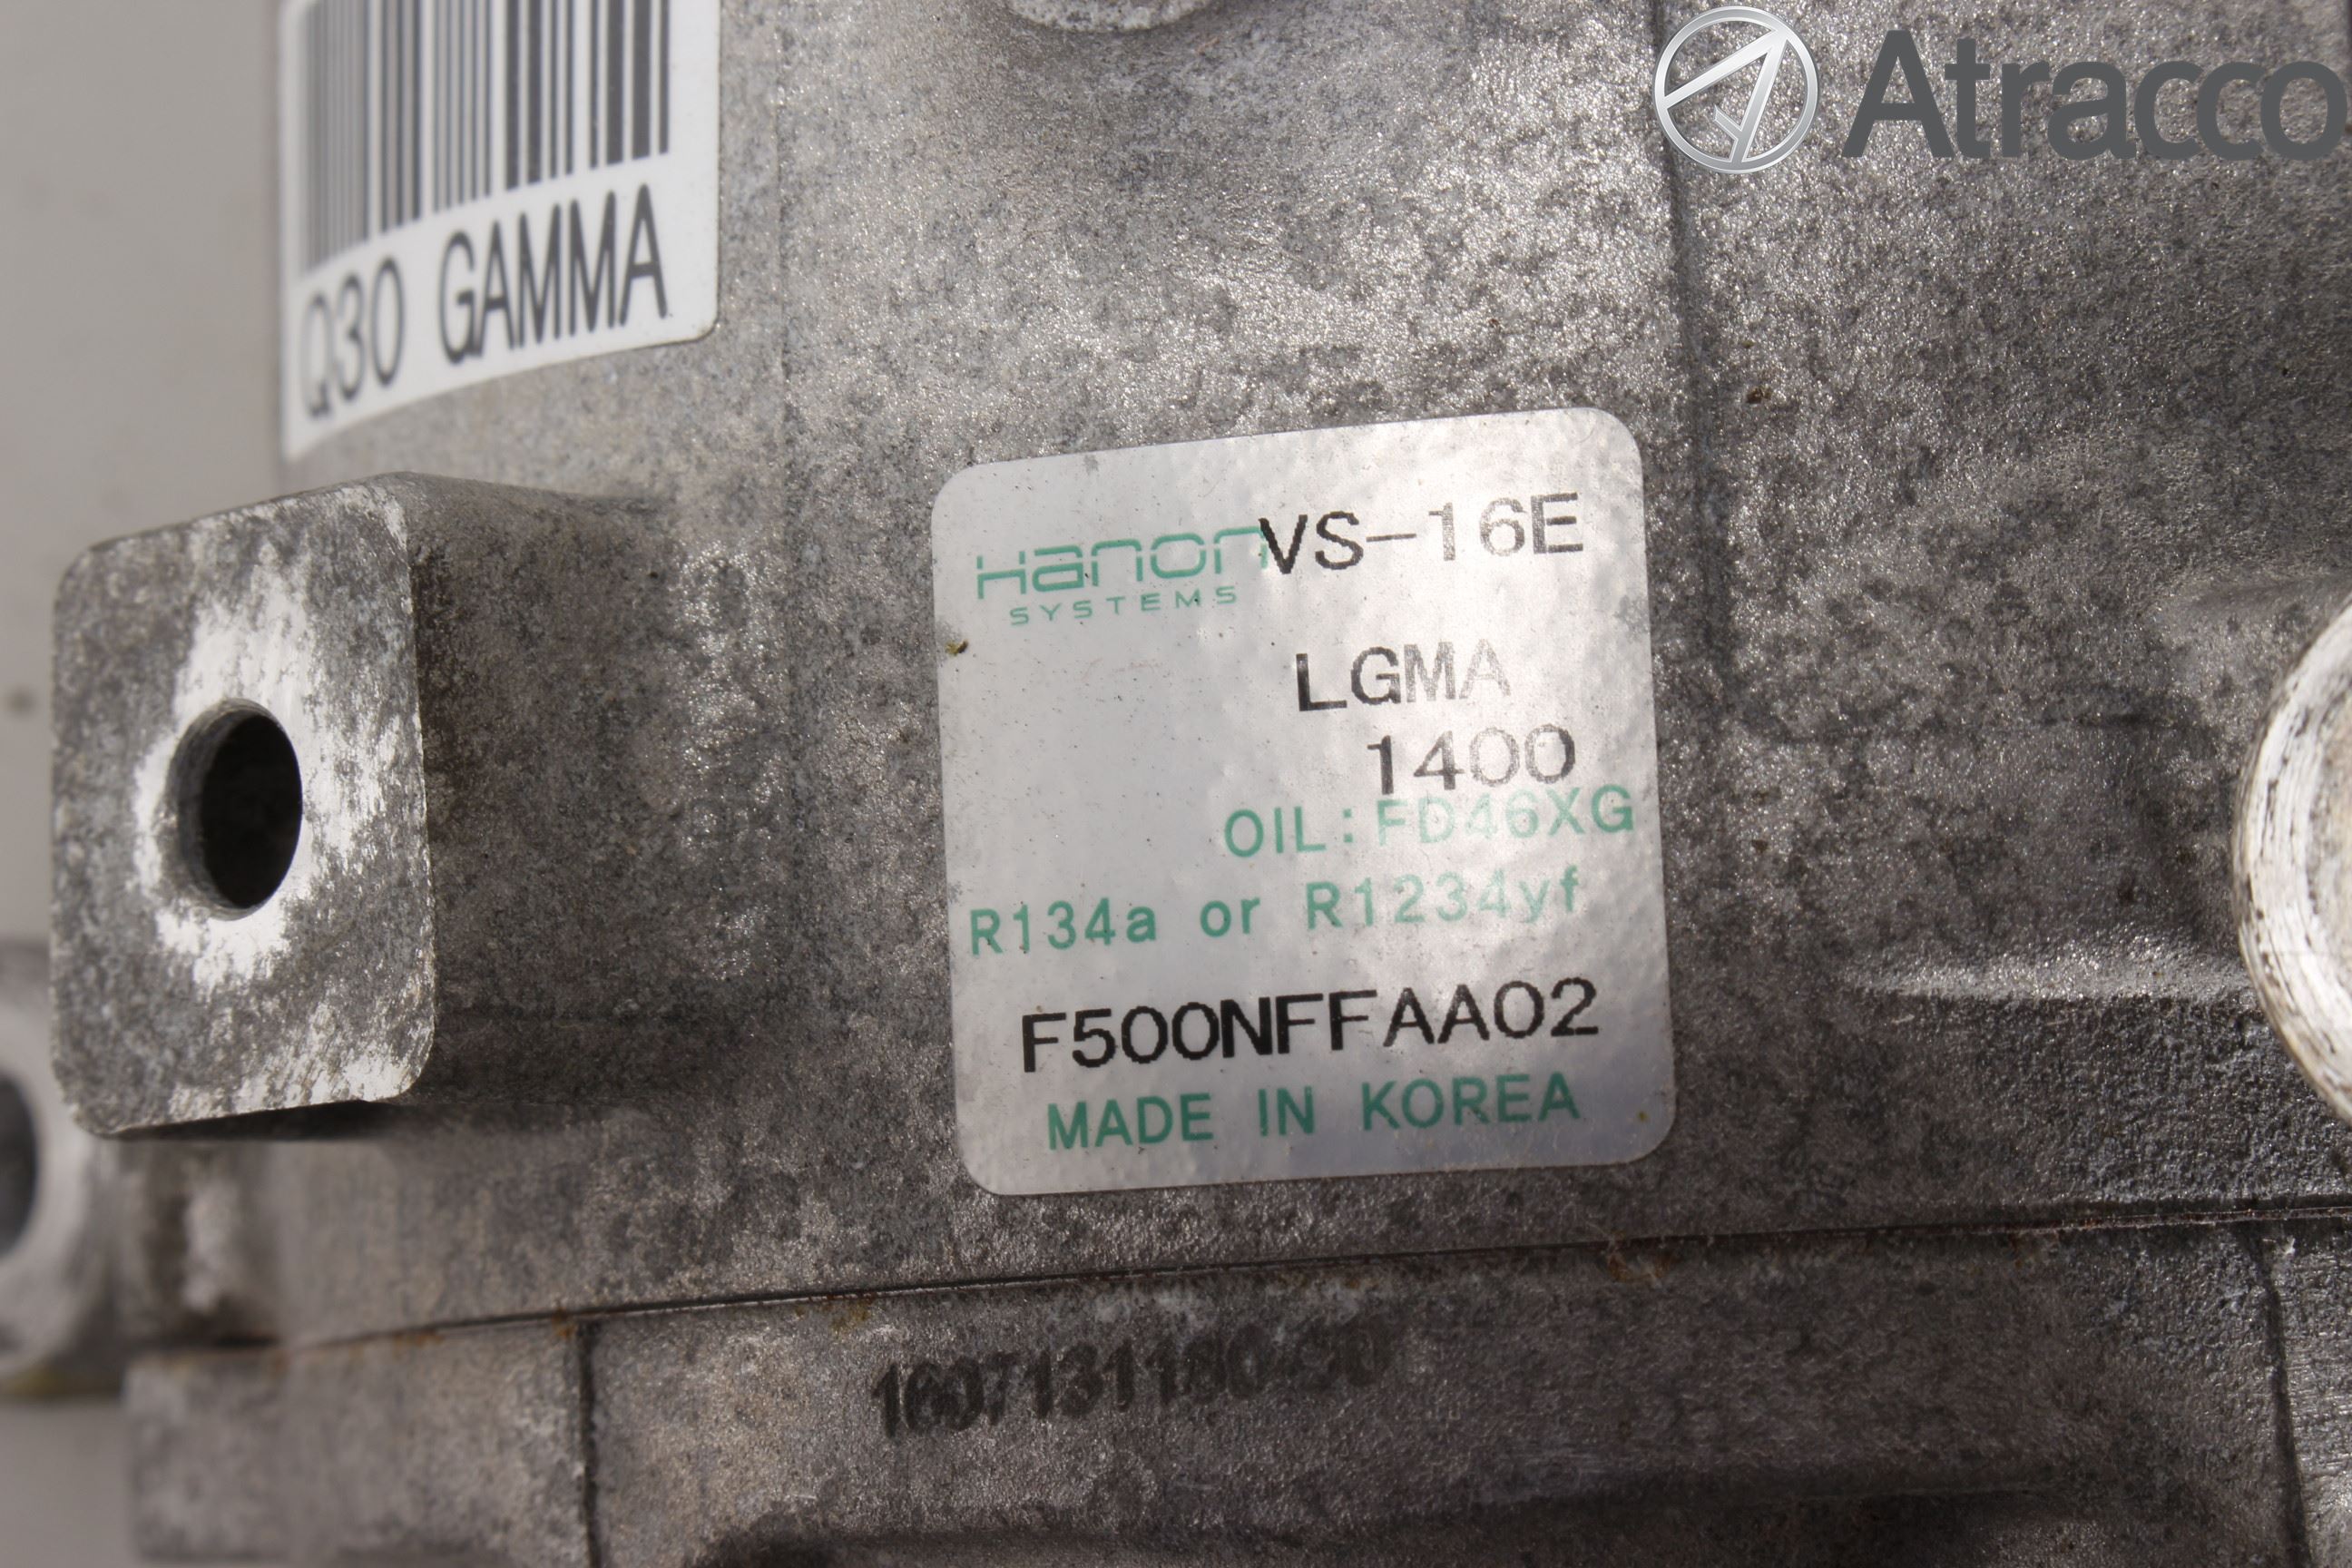 Atracco
Q30 GAMMA
Hanon VS-16E
SYSTEMS
LGMA
1400
OIL: FD46XG
R134a or R1234yf
F500NFFAA02
MADE IN KOREA